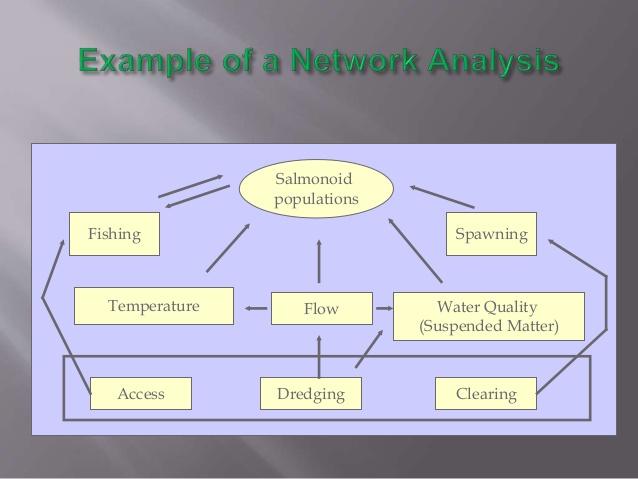 Example of a Network Analysis
Salmonoid
populations
Fishing
Spawning
Temperature
Flow
Water Quality
(Suspended Matter)
Access
Dredging
Clearing